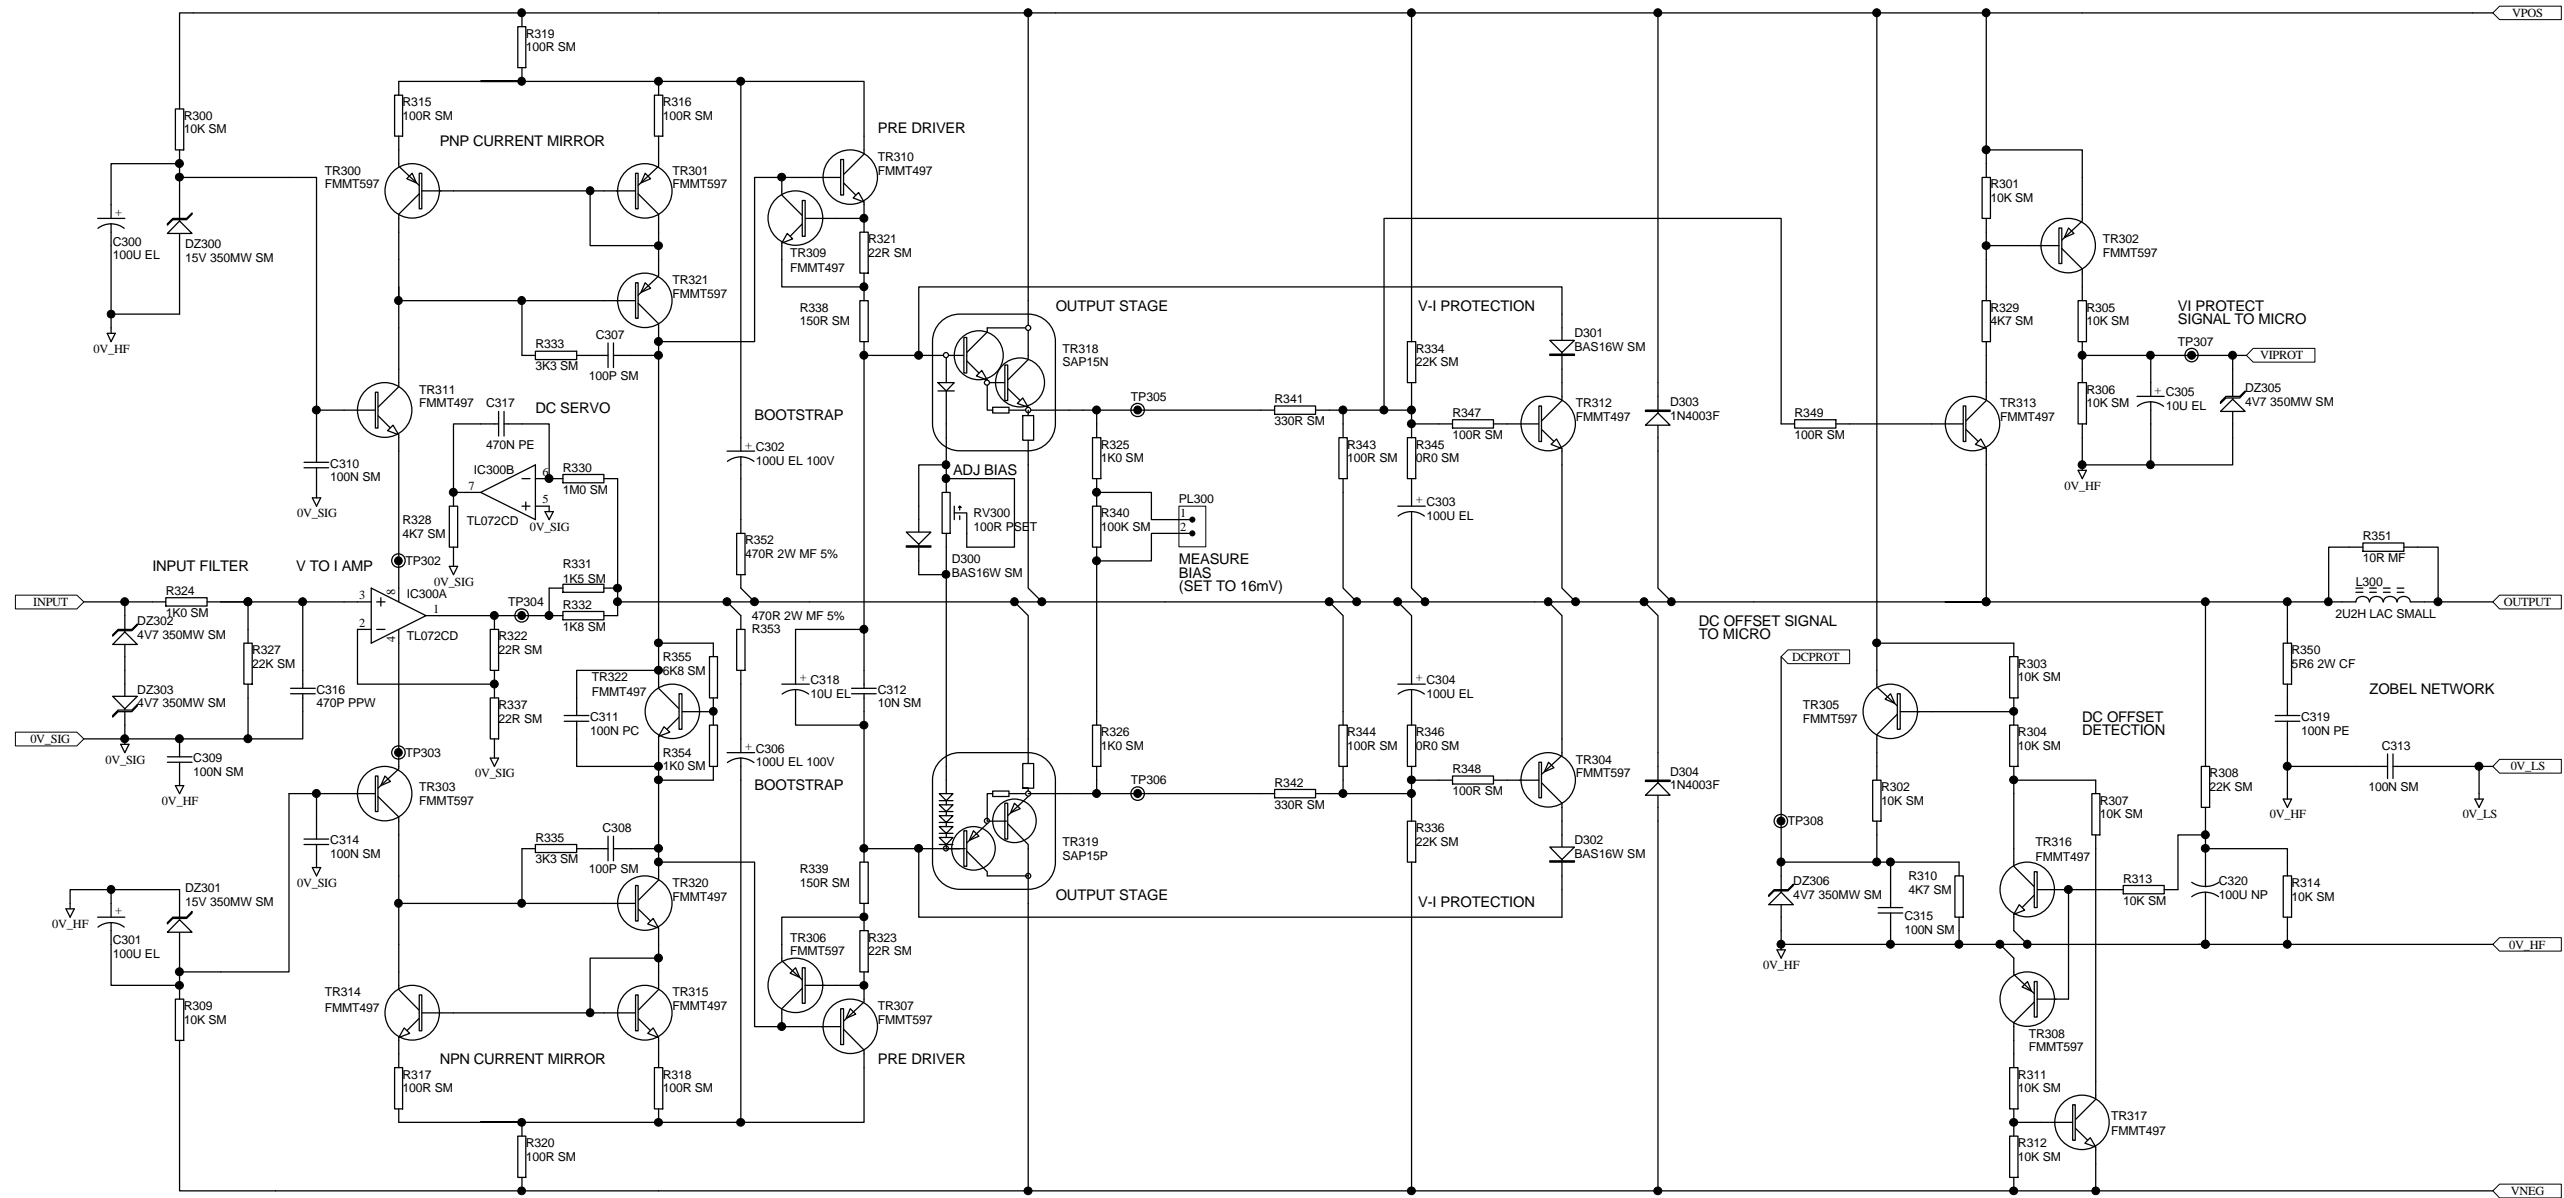 VPOS
R319
100R SM
R300
10K SM
R315
100R SM
R316
100R SM
PNP CURRENT MIRROR
PRE DRIVER
TR300
FMMT597
TR301
FMMT597
TR310
FMMT497
R301
10K SM
+
C300
100U EL
DZ300
15V 350MW SM
TR309
FMMT497
R321
22R SM
TR302
FMMT597
TR321
FMMT597
R338
150R SM
OUTPUT STAGE
V-I PROTECTION
R329
4K7 SM
R305
10K SM
VI PROTECT
SIGNAL TO MICRO
0V_HF
R333
3K3 SM
C307
100P SM
TR318
SAP15N
R334
22K SM
D301
BAS16W SM
TP307
VIPROT
TR311
FMMT497
C317
470N PE
DC SERVO
BOOTSTRAP
TP305
R341
330R SM
R347
100R SM
TR312
FMMT497
D303
1N4003F
R349
100R SM
TR313
FMMT497
R306
10K SM
+
C305
10U EL
DZ305
4V7 350MW SM
+
C302
100U EL 100V
R325
1K0 SM
R343
100R SM
R345
0R0 SM
C310
100N SM
IC300B
7
6
5
−
+
TL072CD
R330
1M0 SM
0V_SIG
ADJ BIAS
0V_HF
0V_SIG
R328
4K7 SM
RV300
100R PSET
R340
100K SM
PL300
1
2
+
C303
100U EL
R352
470R 2W MF 5%
D300
BAS16W SM
MEASURE
BIAS
(SET TO 16mV)
R351
10R MF
INPUT FILTER
V TO I AMP
TP302
0V_SIG
R331
1K5 SM
L300
INPUT
R324
1K0 SM
3
+
8
IC300A
1
2
−
4
TL072CD
TP304
R332
1K8 SM
OUTPUT
2U2H LAC SMALL
DZ302
4V7 350MW SM
R322
22R SM
470R 2W MF 5%
R353
DC OFFSET SIGNAL
TO MICRO
R327
22K SM
R355
6K8 SM
DCPROT
R303
10K SM
R350
5R6 2W CF
DZ303
4V7 350MW SM
C316
470P PPW
R337
22R SM
TR322
FMMT497
+
C318
10U EL
C312
10N SM
+
C304
100U EL
ZOBEL NETWORK
C311
100N PC
TR305
FMMT597
DC OFFSET
DETECTION
C319
100N PE
0V_SIG
0V_SIG
C309
100N SM
TP303
0V_SIG
R354
1K0 SM
+
C306
100U EL 100V
BOOTSTRAP
R326
1K0 SM
R344
100R SM
R346
0R0 SM
R304
10K SM
C313
100N SM
0V_LS
0V_HF
TR303
FMMT597
TP306
R342
330R SM
R348
100R SM
TR304
FMMT597
D304
1N4003F
R302
10K SM
R307
10K SM
R308
22K SM
0V_HF
0V_LS
C314
100N SM
R335
3K3 SM
C308
100P SM
TR319
SAP15P
R336
22K SM
D302
BAS16W SM
TP308
TR316
FMMT497
0V_SIG
DZ301
15V 350MW SM
TR320
FMMT497
R339
150R SM
OUTPUT STAGE
V-I PROTECTION
DZ306
4V7 350MW SM
R310
4K7 SM
R313
10K SM
C320
100U NP
R314
10K SM
0V_HF
+
C301
100U EL
TR306
FMMT597
R323
22R SM
C315
100N SM
0V_HF
0V_HF
TR314
FMMT497
TR315
FMMT497
R309
10K SM
TR307
FMMT597
TR308
FMMT597
NPN CURRENT MIRROR
PRE DRIVER
R317
100R SM
R318
100R SM
R311
10K SM
TR317
FMMT497
R320
100R SM
R312
10K SM
VNEG